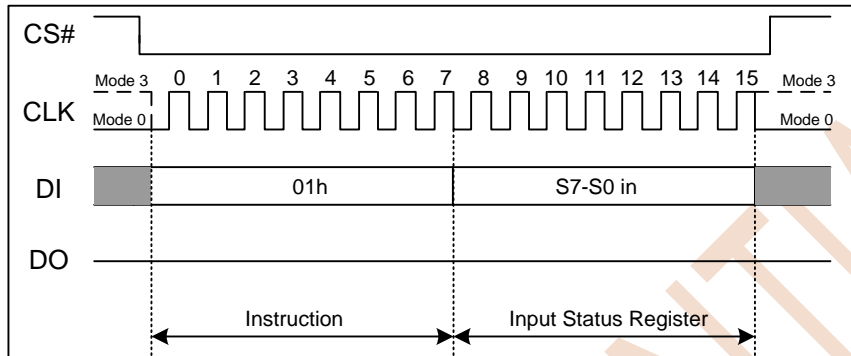 CS#
Mode 3 0 1 2 3 4 5 6 7 8 9 10 11 12 13 14 15 Mode 3
CLK
Mode 0 Mode 0
DI 01h S7-S0 in
DO
Instruction Input Status Register